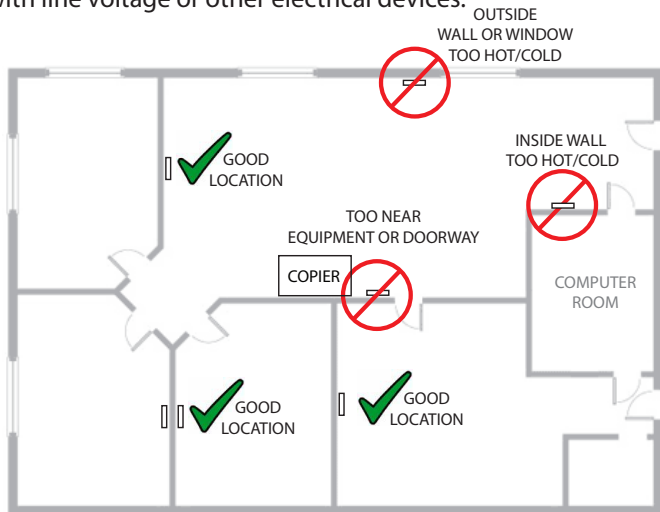 with line voltage or other electrical devices.
OUTSIDE
WALL OR WINDOW
TOO HOT/COLD
GOOD
LOCATION
INSIDE WALL
TOO HOT/COLD
TOO NEAR
EQUIPMENT OR DOORWAY
COPIER
COMPUTER
ROOM
GOOD
LOCATION
GOOD
LOCATION